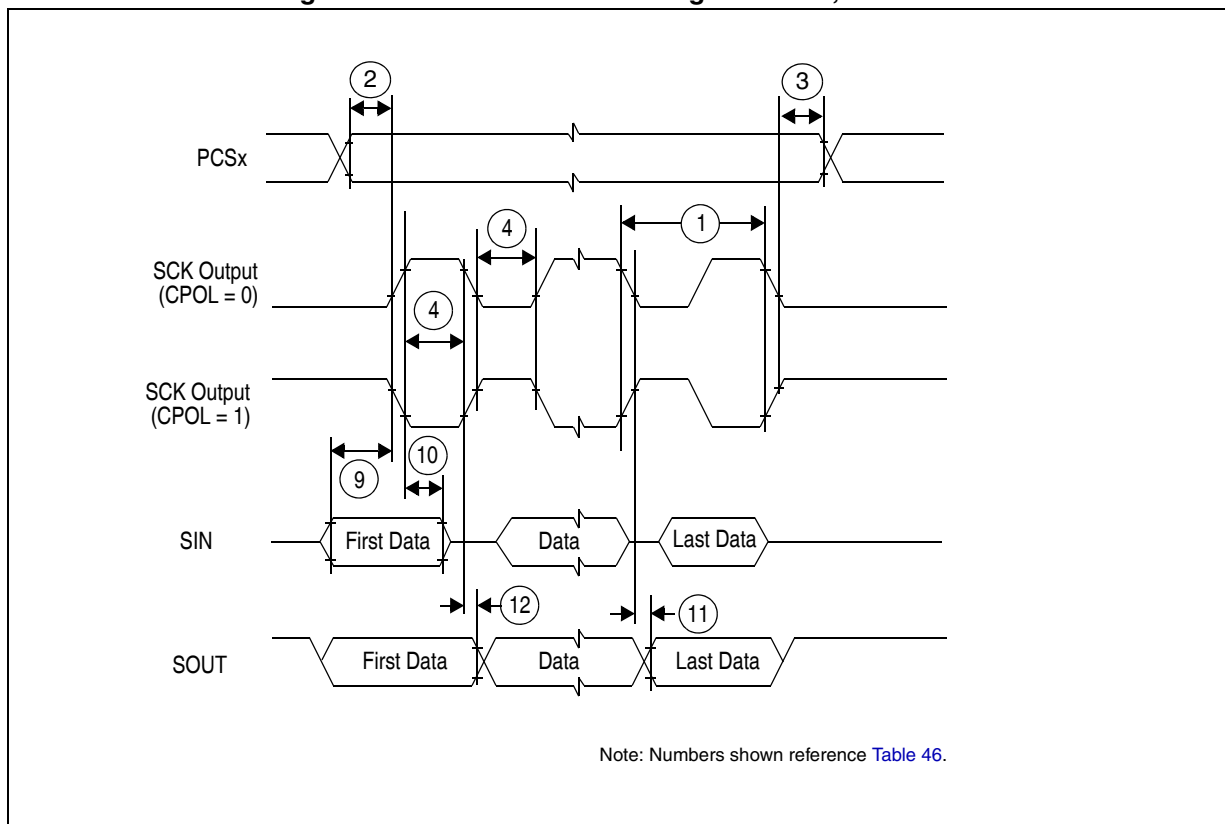 2
3
PCSx
4
1
SCK Output
(CPOL = 0)
4
SCK Output
(CPOL = 1)
9
10
SIN
First Data
Data
Last Data
12
11
SOUT
First Data
Data
Last Data
Note: Numbers shown reference Table 46.